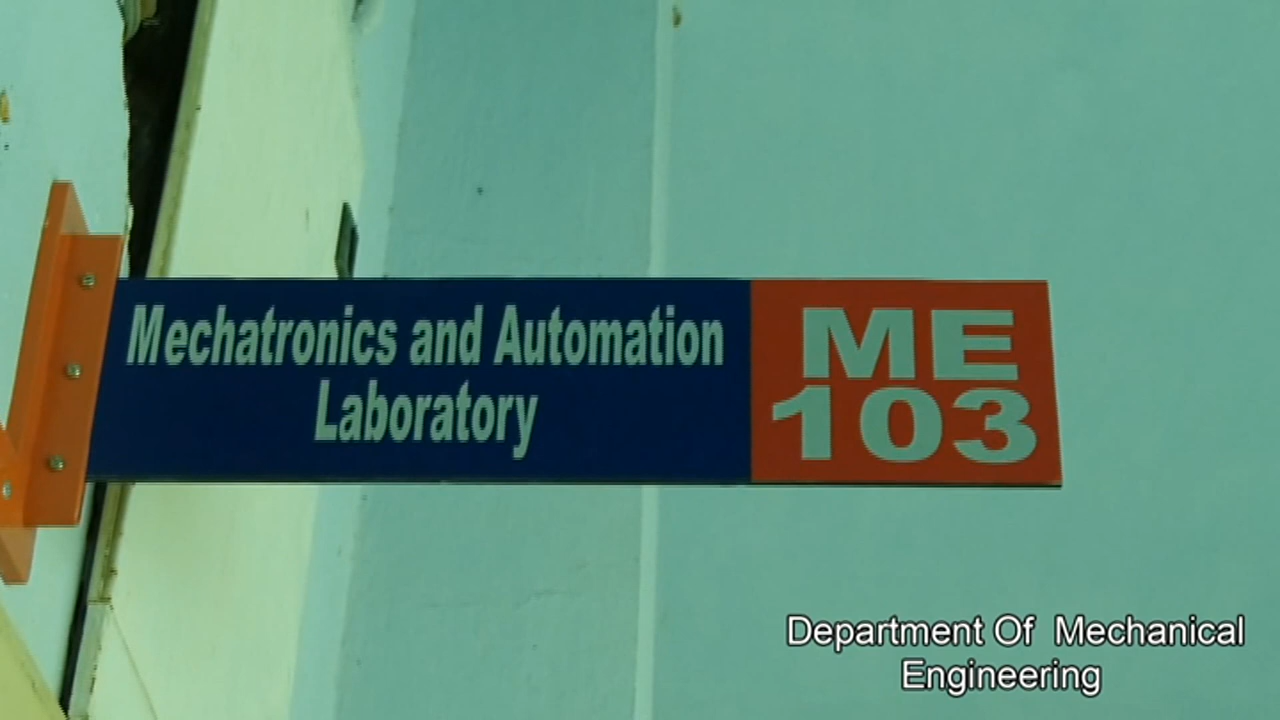 Mechatronics and Automation
Laboratory
ME
103
Department Of Mechanical
Engineering